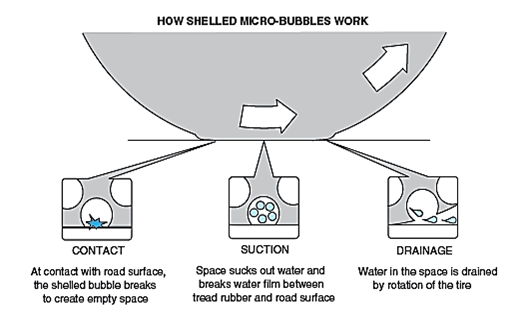 HOW SHELLED MICRO-BUBBLES WORK
CONTACT
At contact with road surface,
the shelled bubble breaks
to create empty space
SUCTION
Space sucks out water and
breaks water film between
tread rubber and road surface
DRAINAGE
Water in the space is drained
by rotation of the tire